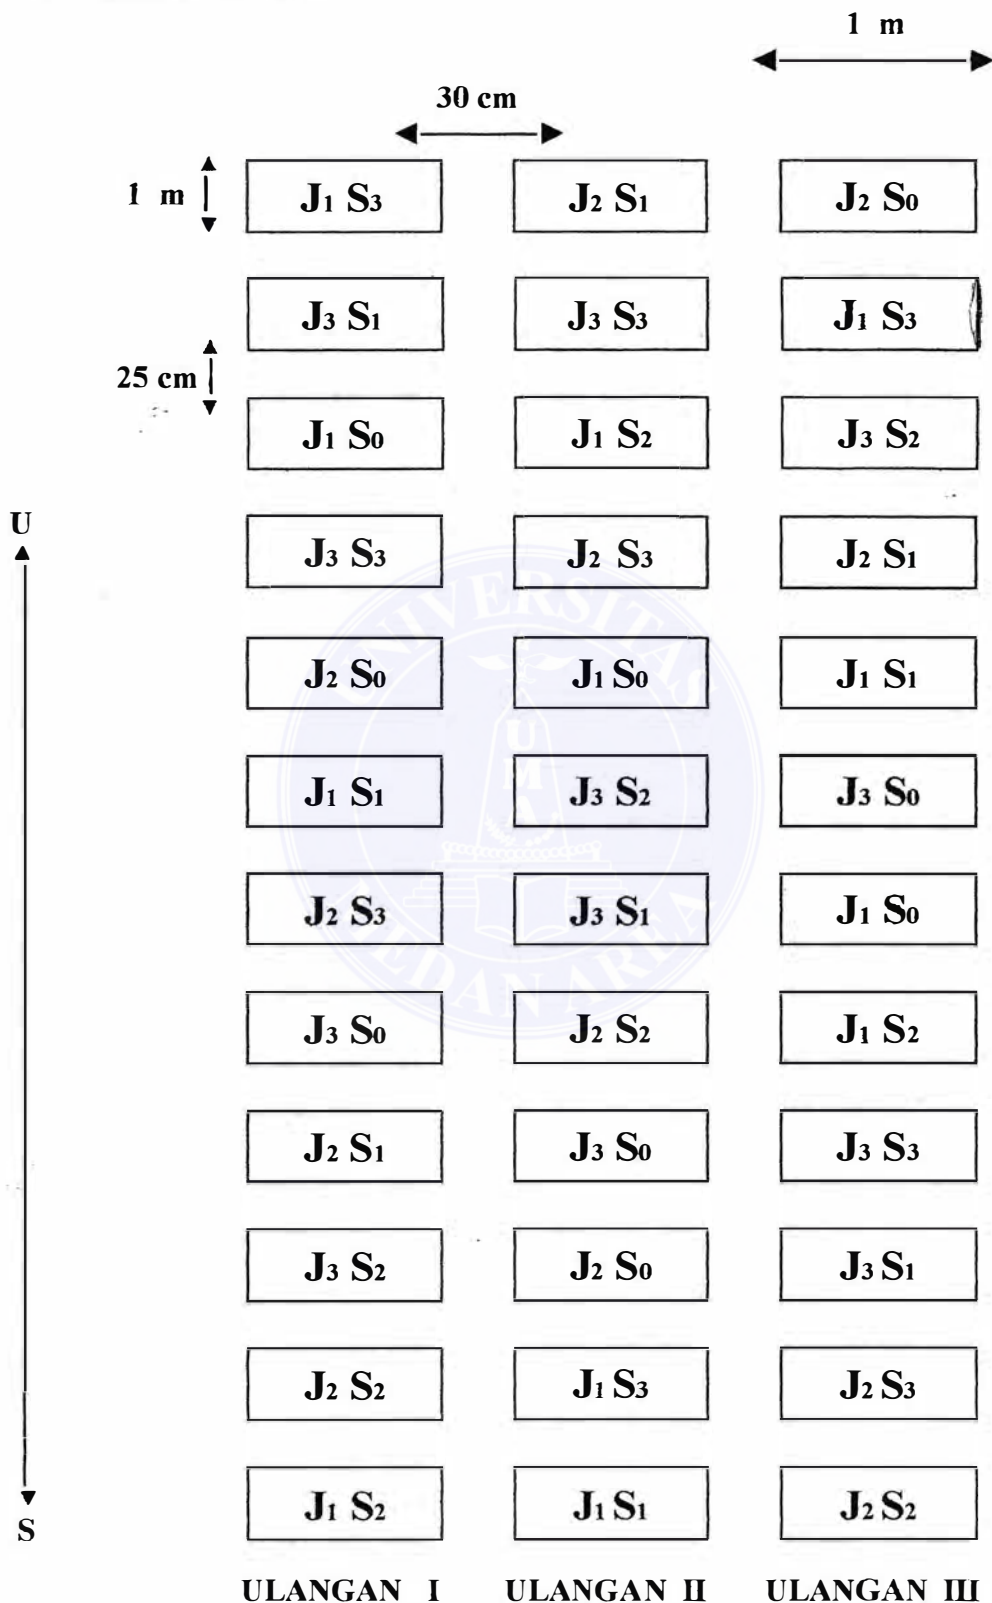 1 m
30 cm
1 m
J1 S3 J2 S1 J2 S0
J3 S1 J3 S3 J1 S3
25 cm
J1 S0 J1 S2 J3 S2
U
J3 S3 J2 S3 J2 S1
J2 S0 J1 S0 J1 S1
J1 S1 J3 S2 J3 S0
J2 S3 J3 S1 J1 S0
J3 S0 J2 S2 J1 S2
J2 S1 J3 S0 J3 S3
J3 S2 J2 S0 J3 S1
J2 S2 J1 S3 J2 S3
J1 S2 J1 S1 J2 S2
S
ULANGAN I ULANGAN II ULANGAN III
UNIVERSITAS
UMA
MEDAN AREA